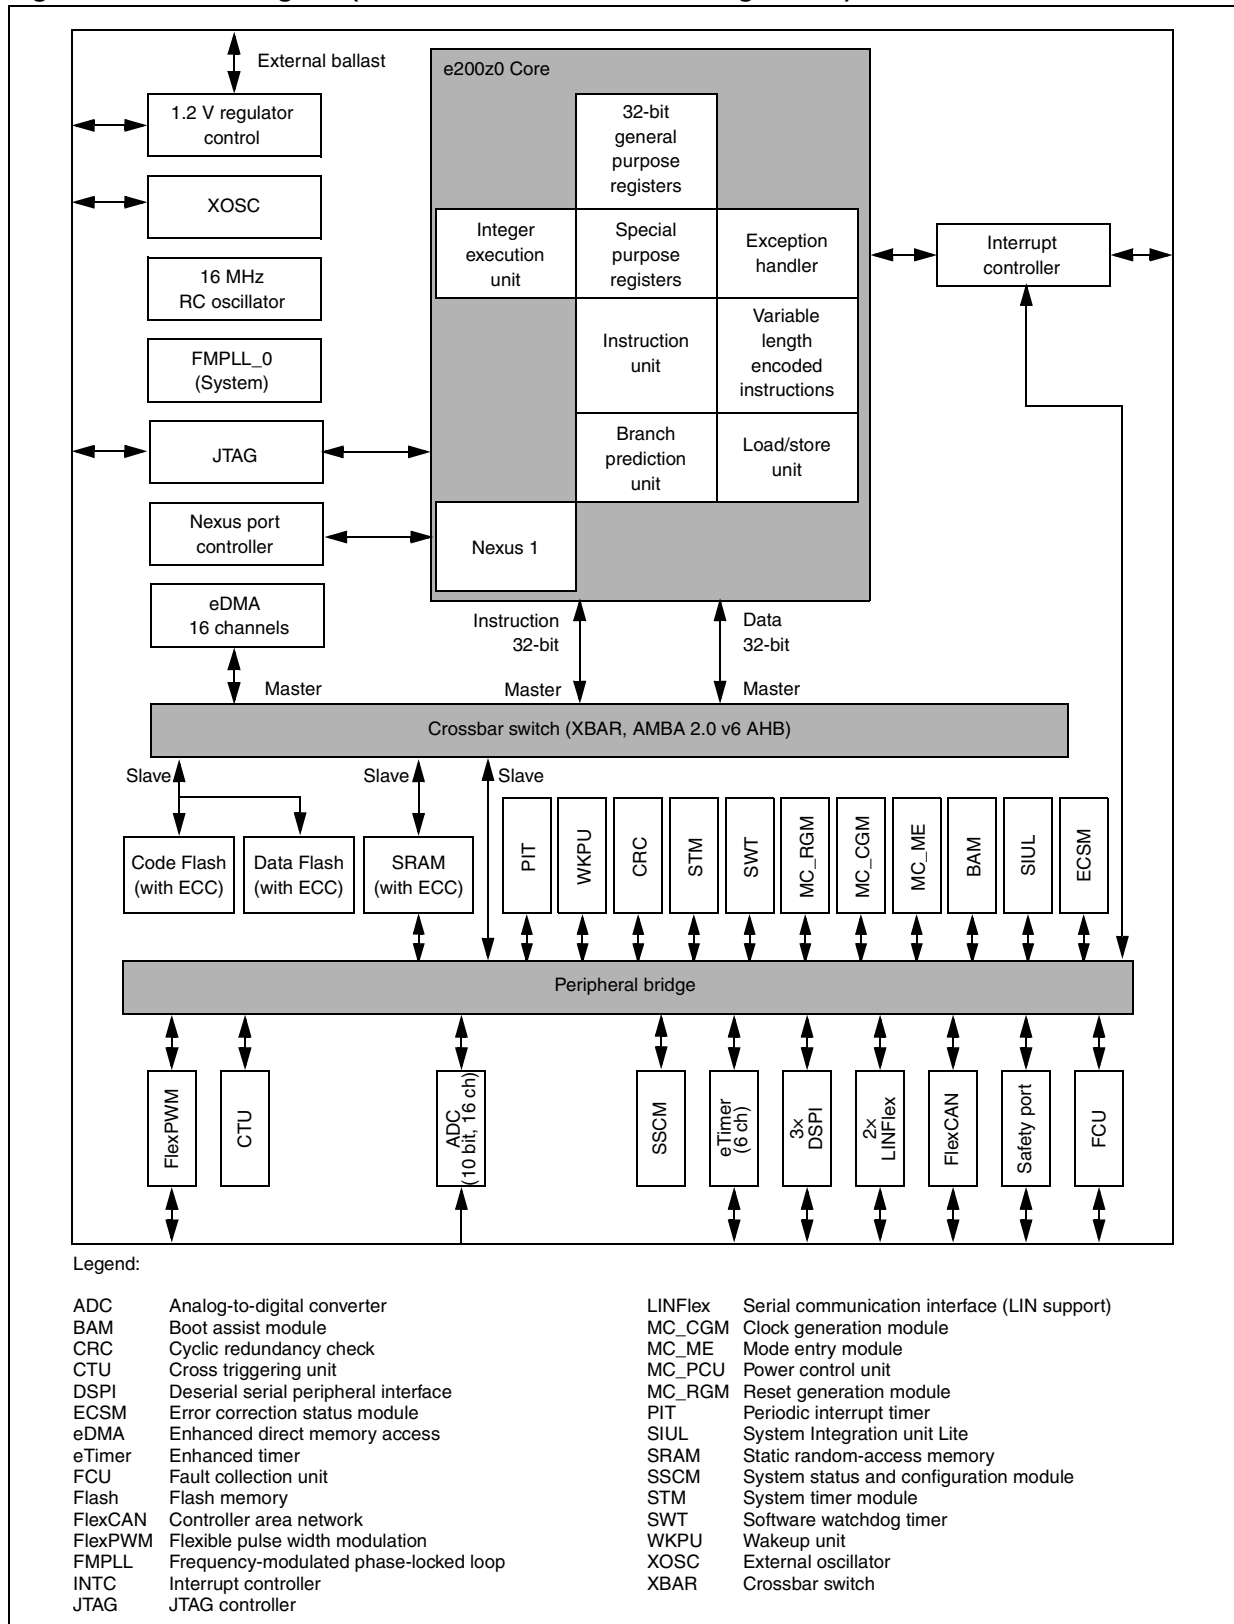 External ballast
1.2 V regulator
control
XOSC
16 MHz
RC oscillator
FMPLL_0
(System)
JTAG
Nexus port
controller
eDMA
16 channels
e200z0 Core
32-bit
general
purpose
registers
Integer
execution
unit
Special
purpose
registers
Exception
handler
Instruction
unit
Variable
length
encoded
instructions
Branch
prediction
unit
Load/store
unit
Nexus 1
Interrupt
controller
Instruction
32-bit
Data
32-bit
Master
Master
Master
Crossbar switch (XBAR, AMBA 2.0 v6 AHB)
Slave
Slave
Slave
Code Flash
(with ECC)
Data Flash
(with ECC)
SRAM
(with ECC)
PIT
WKPU
CRC
STM
SWT
MC_RGM
MC_CGM
MC_ME
BAM
SIUL
ECSM
Peripheral bridge
FlexPWM
CTU
ADC
(10 bit, 16 ch)
SSCM
eTimer
(6 ch)
3×
DSPI
2×
LINFlex
FlexCAN
Safety port
FCU
Legend:
ADC Analog-to-digital converter
BAM Boot assist module
CRC Cyclic redundancy check
CTU Cross triggering unit
DSPI Deserial serial peripheral interface
ECSM Error correction status module
eDMA Enhanced direct memory access
eTimer Enhanced timer
FCU Fault collection unit
Flash Flash memory
FlexCAN Controller area network
FlexPWM Flexible pulse width modulation
FMPLL Frequency-modulated phase-locked loop
INTC Interrupt controller
JTAG JTAG controller
LINFlex Serial communication interface (LIN support)
MC_CGM Clock generation module
MC_ME Mode entry module
MC_PCU Power control unit
MC_RGM Reset generation module
PIT Periodic interrupt timer
SIUL System Integration unit Lite
SRAM Static random-access memory
SSCM System status and configuration module
STM System timer module
SWT Software watchdog timer
WKPU Wakeup unit
XOSC External oscillator
XBAR Crossbar switch